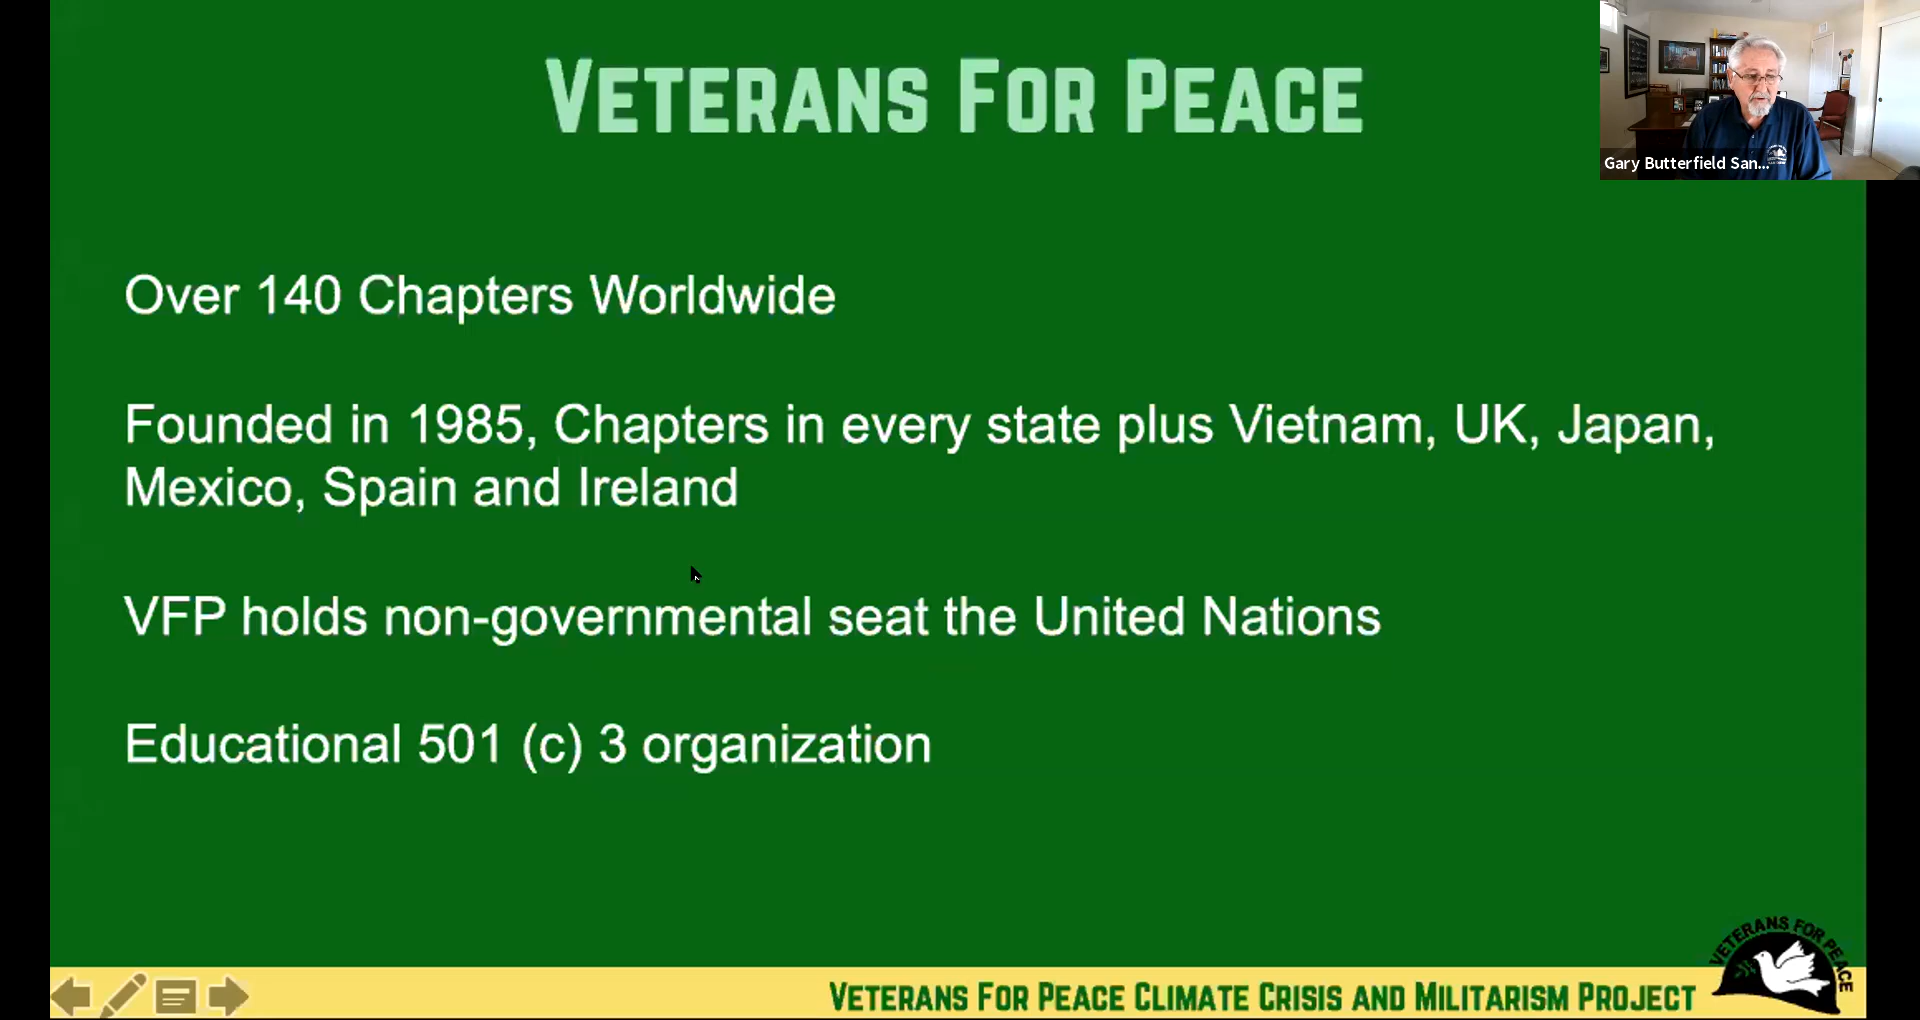 VETERANS FOR PEACE
Gary Butterfield San...
Over 140 Chapters Worldwide
Founded in 1985, Chapters in every state plus Vietnam, UK, Japan,
Mexico, Spain and Ireland
VFP holds non-governmental seat the United Nations
Educational 501 (c) 3 organization
VETERANS FOR PEACE
VETERANS FOR PEACE CLIMATE CRISIS AND MILITARISM PROJECT